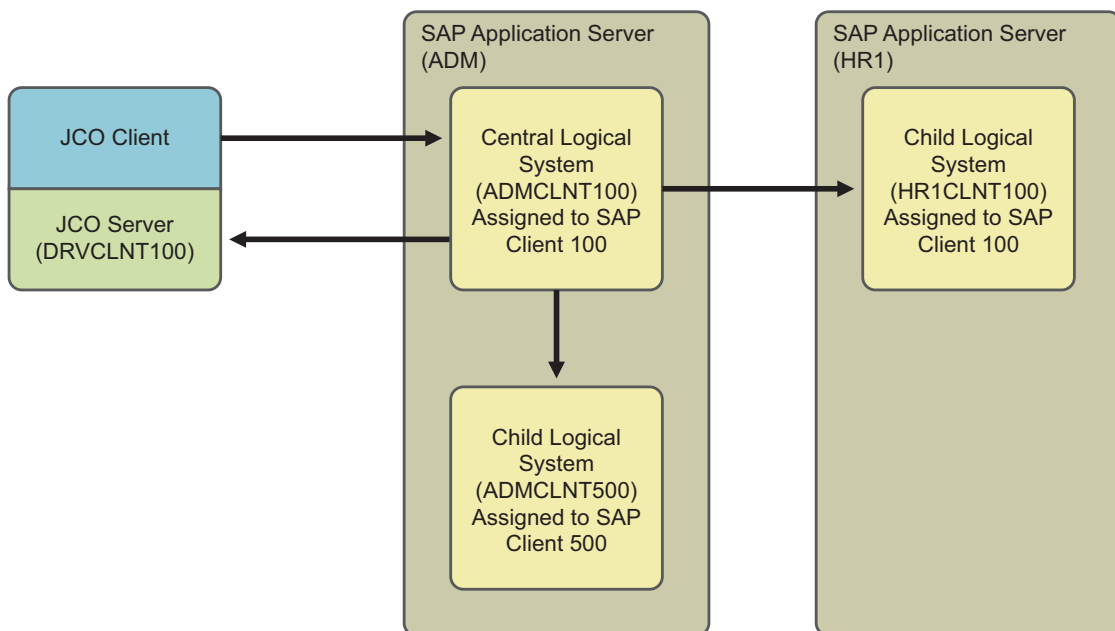 SAP Application Server
(ADM)
SAP Application Server
(HR1)
JCO Client
JCO Server
(DRVCLNT100)
Central Logical
System
(ADMCLNT100)
Assigned to SAP
Client 100
Child Logical
System
(HR1CLNT100)
Assigned to SAP
Client 100
Child Logical
System
(ADMCLNT500)
Assigned to SAP
Client 500